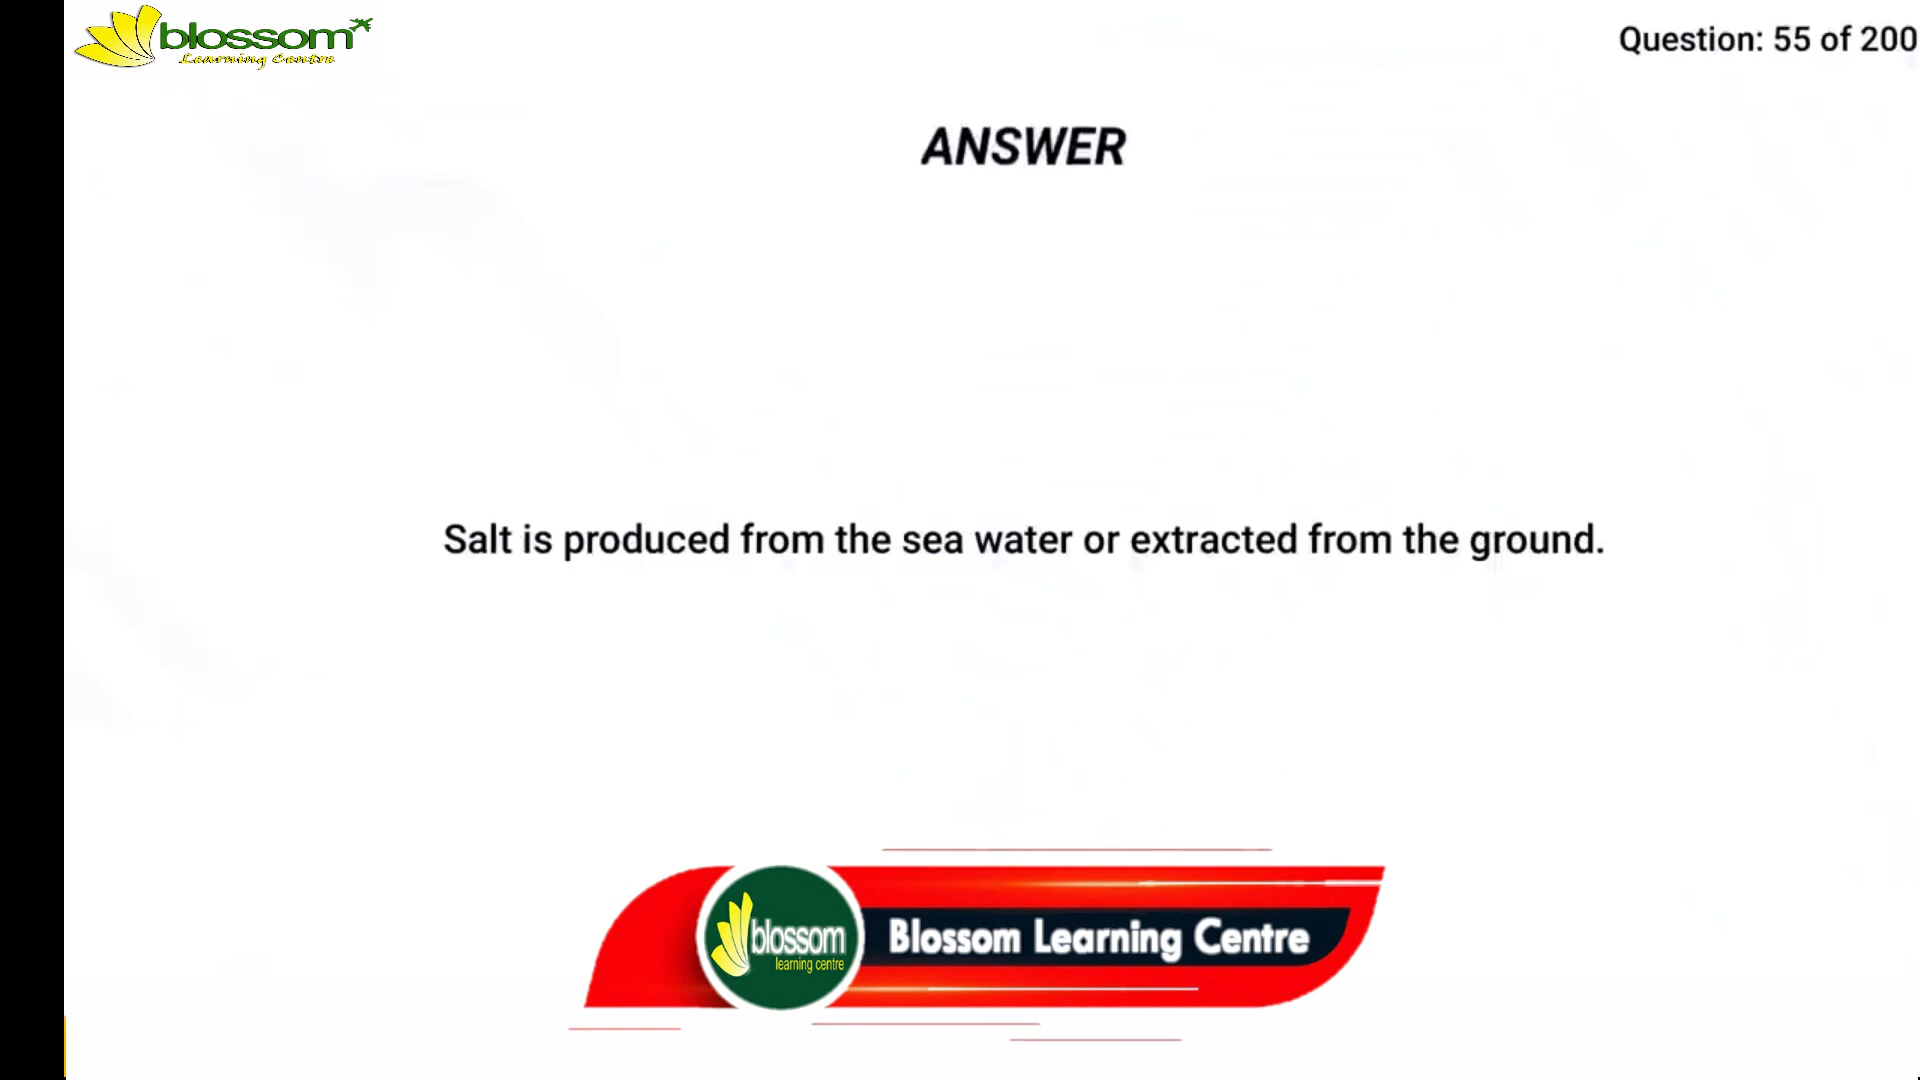 blossom
Learning Centre
Question: 55 of 200
ANSWER
Salt is produced from the sea water or extracted from the ground.
blossom
learning centre
Blossom Learning Centre